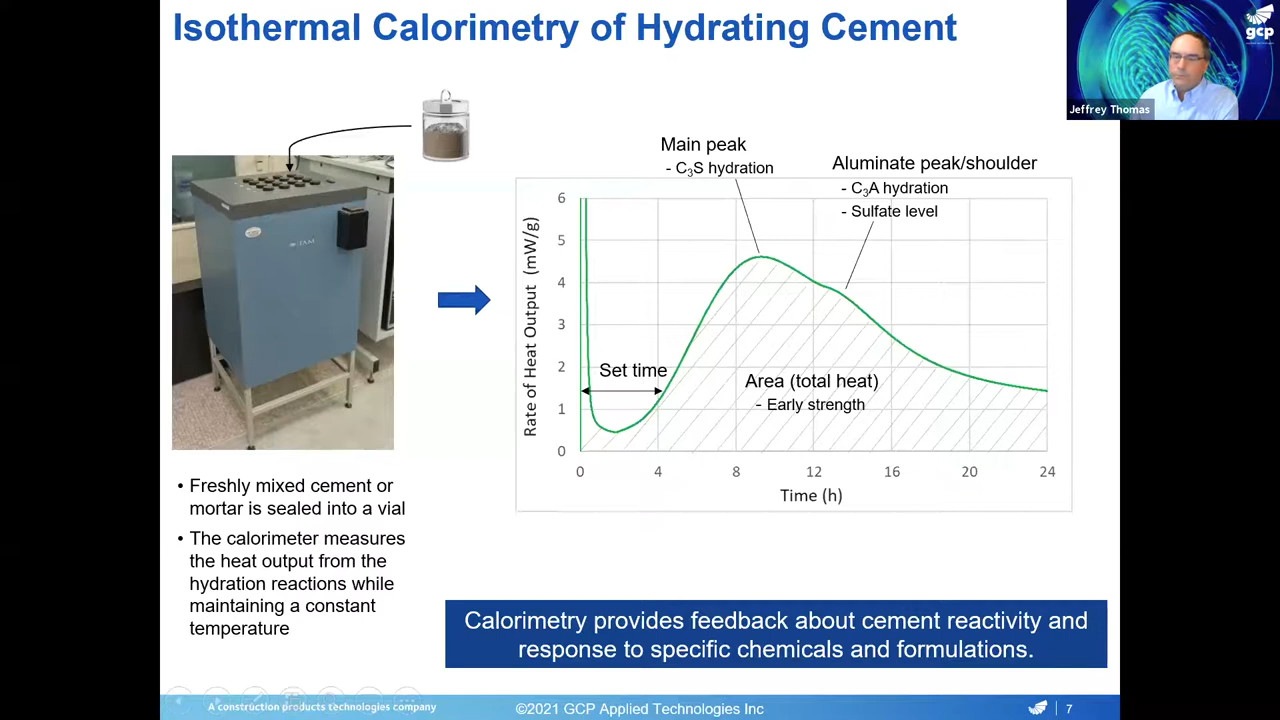 Isothermal Calorimetry of Hydrating Cement
gcp
Jeffrey Thomas
Main peak
- C₃S hydration
Aluminate peak/shoulder
- C₃A hydration
- Sulfate level
TAM
Rate of Heat Output (mW/g)
6
5
4
3
2
1
0
Set time
Area (total heat)
- Early strength
0 4 8 12 16 20 24
Time (h)
• Freshly mixed cement or
mortar is sealed into a vial
• The calorimeter measures
the heat output from the
hydration reactions while
maintaining a constant
temperature
Calorimetry provides feedback about cement reactivity and
response to specific chemicals and formulations.
A construction products technologies company
©2021 GCP Applied Technologies Inc
7